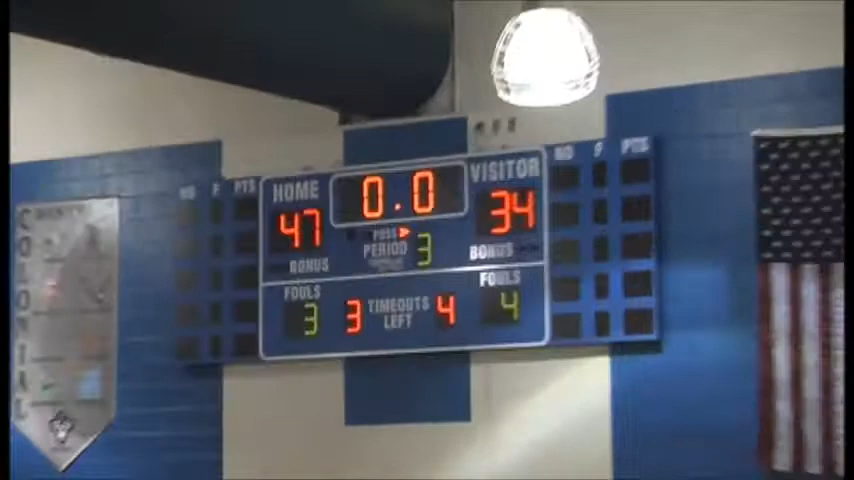 NO F PTS HOME 0.0 VISITOR NO F PTS
47 34
POSS
PERIOD 3
BONUS BONUS
FOULS FOULS
3 3 TIMEOUTS LEFT 4 4
COLONIAL